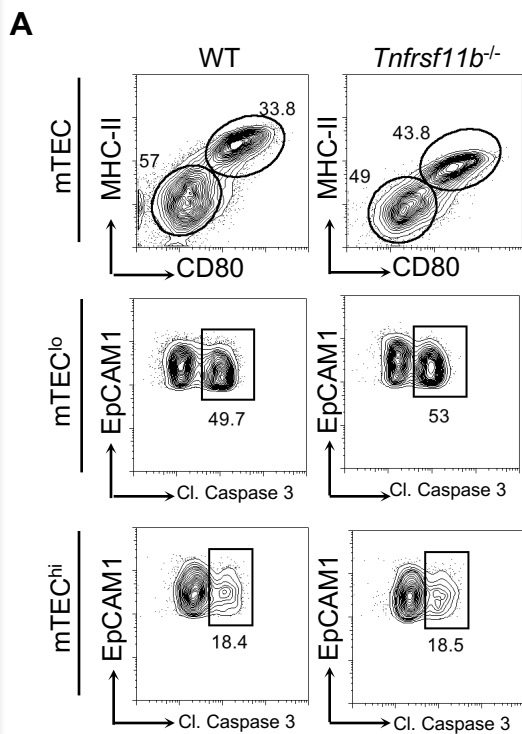 A
WT
Tnfrsf11b-/-
mTEC
MHC-II
57
33.8
CD80
MHC-II
49
43.8
CD80
mTEClo
EpCAM1
49.7
Cl. Caspase 3
EpCAM1
53
Cl. Caspase 3
mTEChi
EpCAM1
18.4
Cl. Caspase 3
EpCAM1
18.5
Cl. Caspase 3